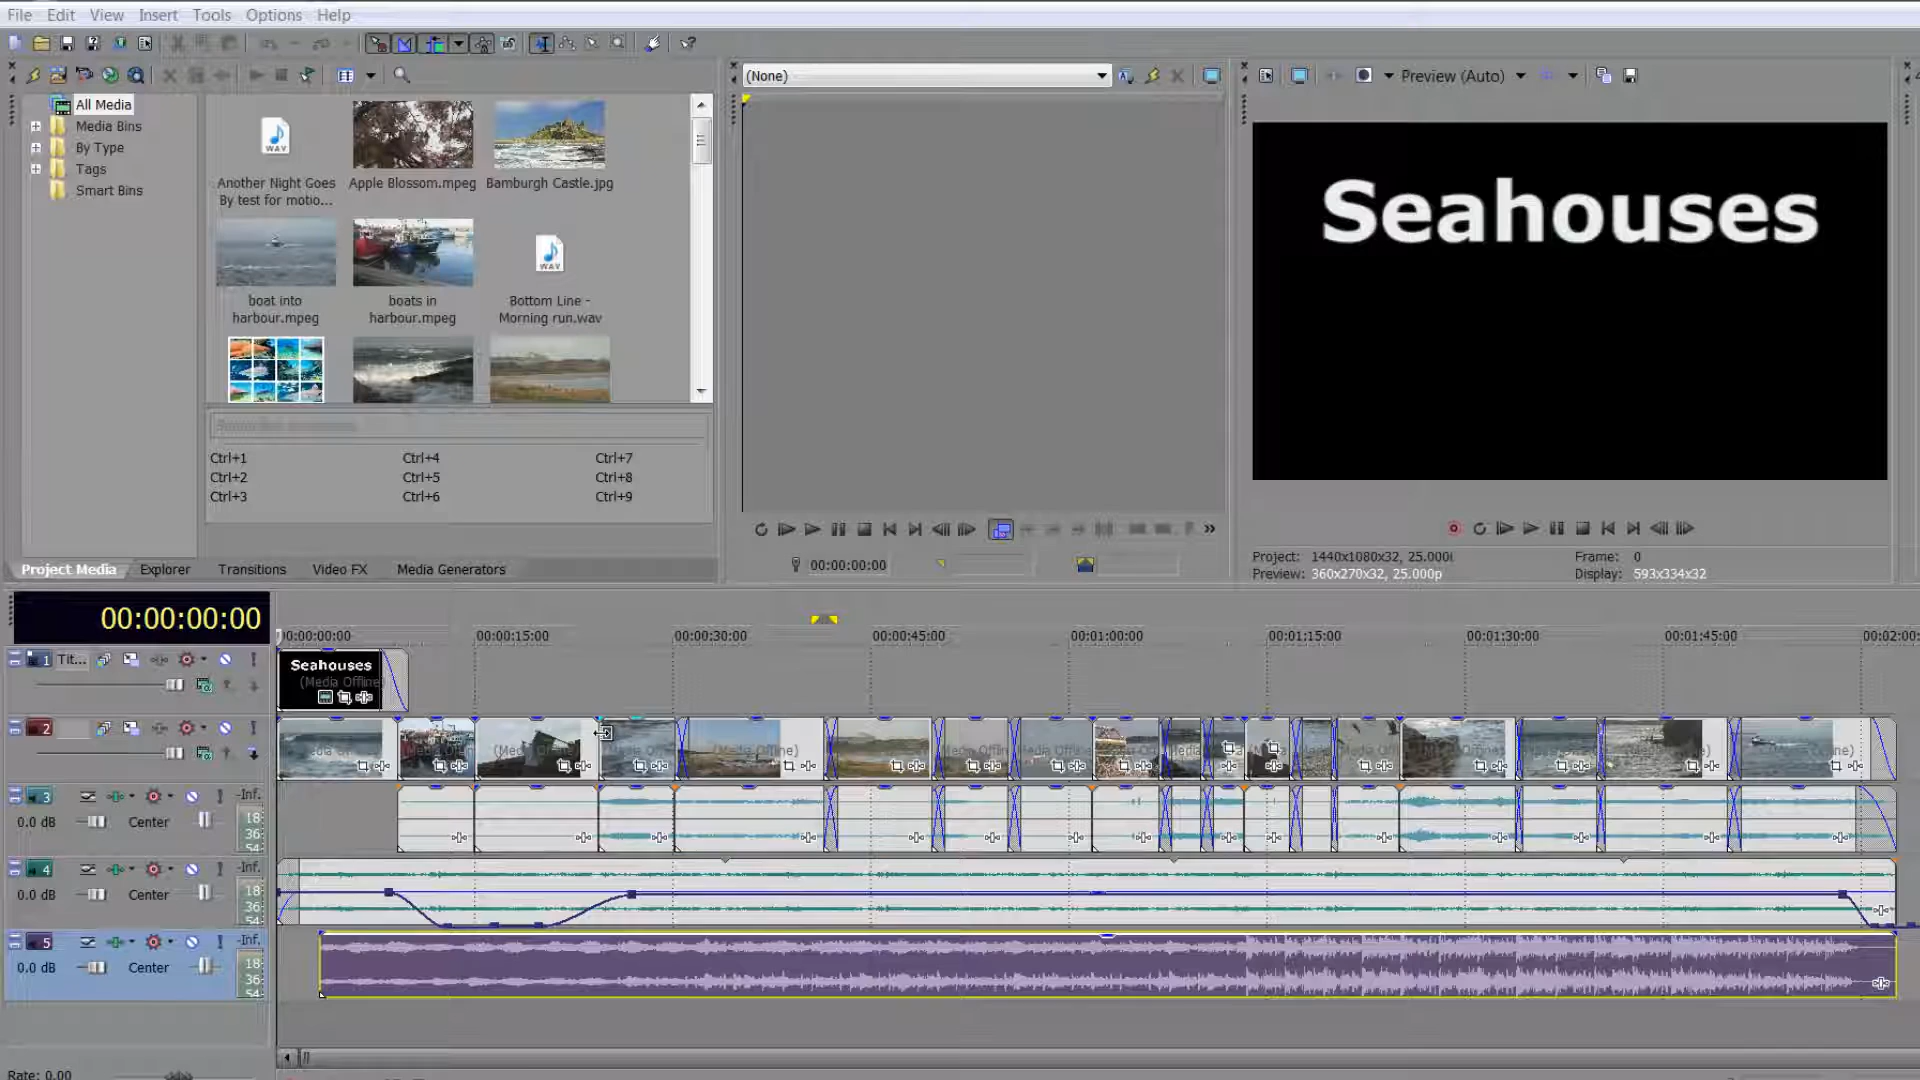 File Edit View Insert Tools Options Help
(None)
Preview (Auto)
All Media
Media Bins
By Type
Tags
Smart Bins
WAV
Another Night Goes
By test for motio...
Apple Blossom.mpeg
Bamburgh Castle.jpg
boat into
harbour.mpeg
boats in
harbour.mpeg
WAV
Bottom Line -
Morning run.wav
Seahouses
Ctrl+1 Ctrl+4 Ctrl+7
Ctrl+2 Ctrl+5 Ctrl+8
Ctrl+3 Ctrl+6 Ctrl+9
00:00:00:00
Project: 1440x1080x32, 25.000i Frame: 0
Preview: 360x270x32, 25.000p Display: 593x334x32
Project Media Explorer Transitions Video FX Media Generators
00:00:00:00
00:00:00:00 00:00:15:00 00:00:30:00 00:00:45:00 00:01:00:00 00:01:15:00 00:01:30:00 00:01:45:00 00:02:00:
1 Tit...
Seahouses
(Media Offline)
2
3 -Inf.
0.0 dB Center 18
36
54
4 -Inf.
0.0 dB Center 18
36
54
5 -Inf.
0.0 dB Center 18
36
54
Rate: 0.00